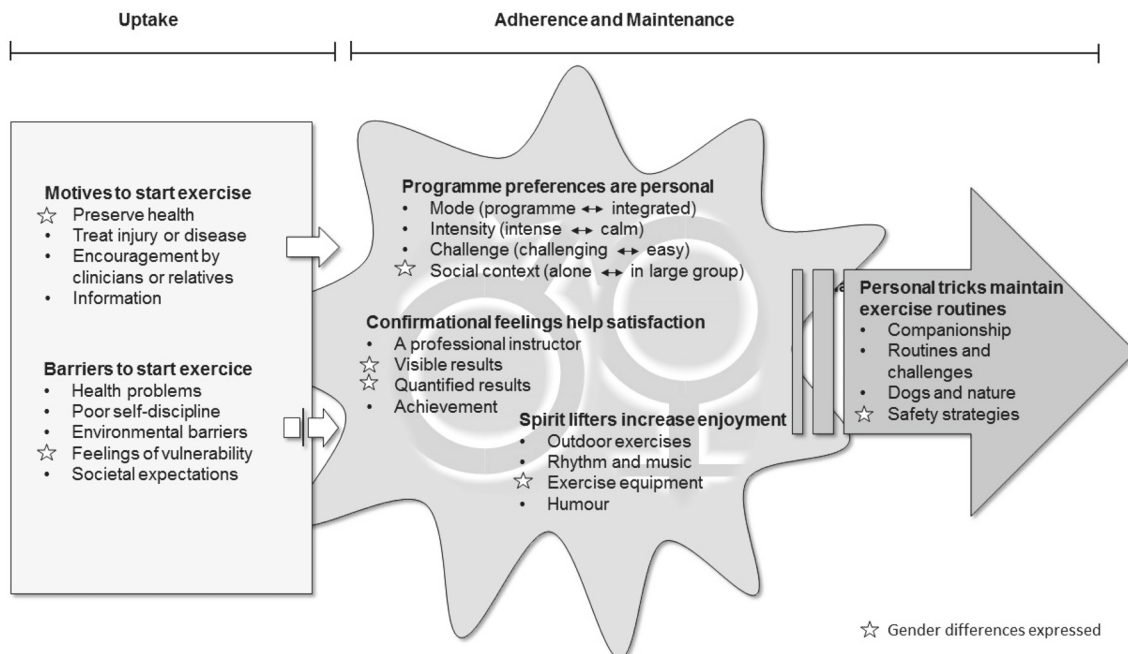 Uptake
Adherence and Maintenance
Motives to start exercise
☆ Preserve health
• Treat injury or disease
• Encouragement by
clinicians or relatives
• Information
Barriers to start exercice
• Health problems
• Poor self-discipline
• Environmental barriers
☆ Feelings of vulnerability
• Societal expectations
Programme preferences are personal
• Mode (programme ↔ integrated)
• Intensity (intense ↔ calm)
• Challenge (challenging ↔ easy)
☆ Social context (alone ↔ in large group)
Confirmational feelings help satisfaction
• A professional instructor
☆ Visible results
☆ Quantified results
• Achievement
Spirit lifters increase enjoyment
• Outdoor exercises
• Rhythm and music
☆ Exercise equipment
• Humour
Personal tricks maintain
exercise routines
• Companionship
• Routines and
challenges
• Dogs and nature
☆ Safety strategies
☆ Gender differences expressed